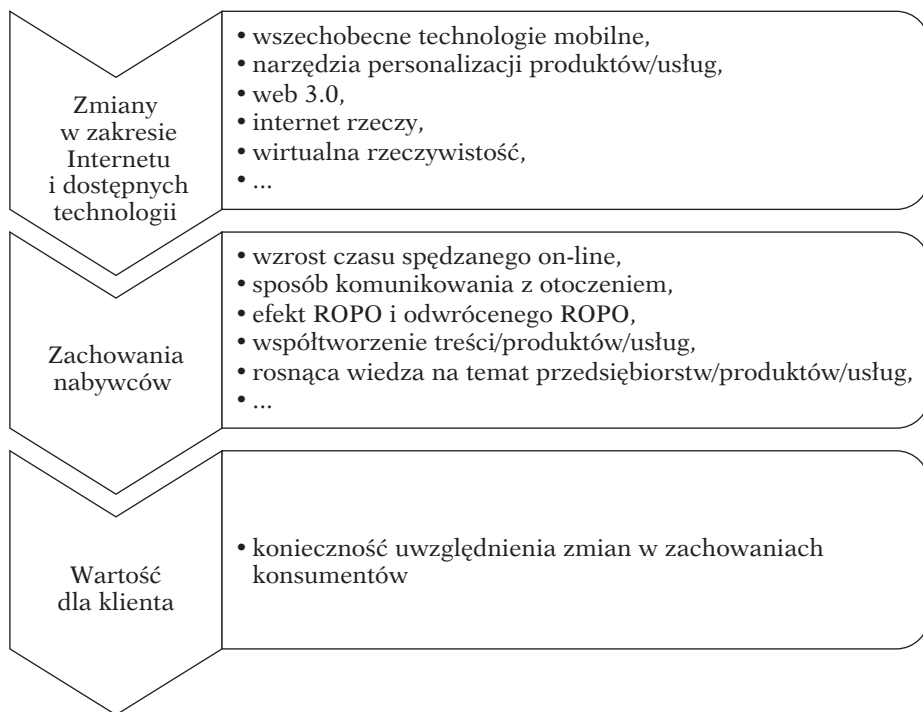 Zmiany
w zakresie
Internetu
i dostępnych
technologii
• wszechobecne technologie mobilne,
• narzędzia personalizacji produktów/usług,
• web 3.0,
• internet rzeczy,
• wirtualna rzeczywistość,
• ...
Zachowania
nabywców
• wzrost czasu spędzanego on-line,
• sposób komunikowania z otoczeniem,
• efekt ROPO i odwróconego ROPO,
• współtworzenie treści/produktów/usług,
• rosnąca wiedza na temat przedsiębiorstw/produktów/usług,
• ...
Wartość
dla klienta
• konieczność uwzględnienia zmian w zachowaniach
konsumentów